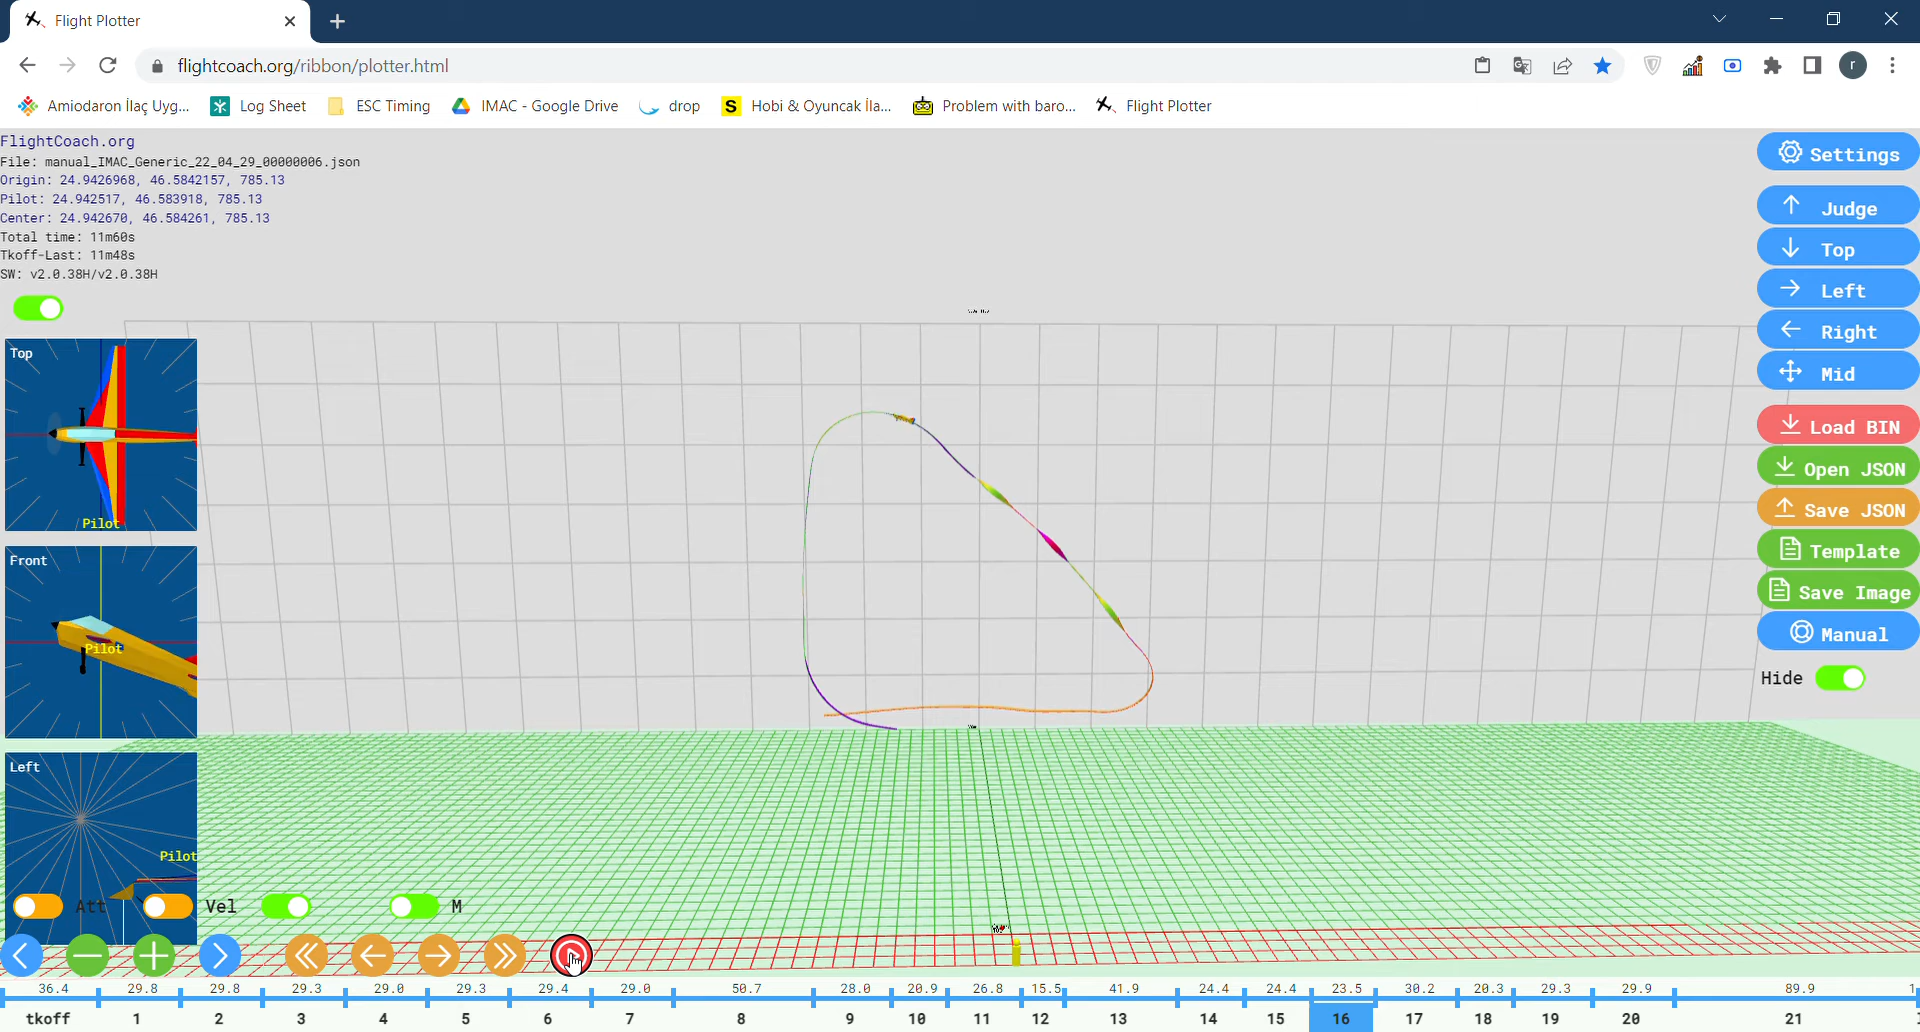 Flight Plotter
flightcoach.org/ribbon/plotter.html
r
Amiodaron İlaç Uyg...
Log Sheet
ESC Timing
IMAC - Google Drive
drop
S
Hobi & Oyuncak İla...
Problem with baro...
Flight Plotter
FlightCoach.org
File: manual_IMAC_Generic_22_04_29_00000006.json
Origin: 24.9426968, 46.5842157, 785.13
Pilot: 24.942517, 46.583918, 785.13
Center: 24.942670, 46.584261, 785.13
Total time: 11m60s
Tkoff-Last: 11m48s
SW: v2.0.38H/v2.0.38H
Top
Pilot
Front
Pilot
Left
Pilot
Att
Vel
M
Settings
Judge
Top
Left
Right
Mid
Load BIN
Open JSON
Save JSON
Template
Save Image
Manual
Hide
36.4 29.8 29.8 29.3 29.0 29.3 29.4 29.0 50.7 28.0 20.9 26.8 15.5 41.9 24.4 24.4 23.5 30.2 20.3 29.3 29.9 89.9 1
tkoff 1 2 3 4 5 6 7 8 9 10 11 12 13 14 15 16 17 18 19 20 21